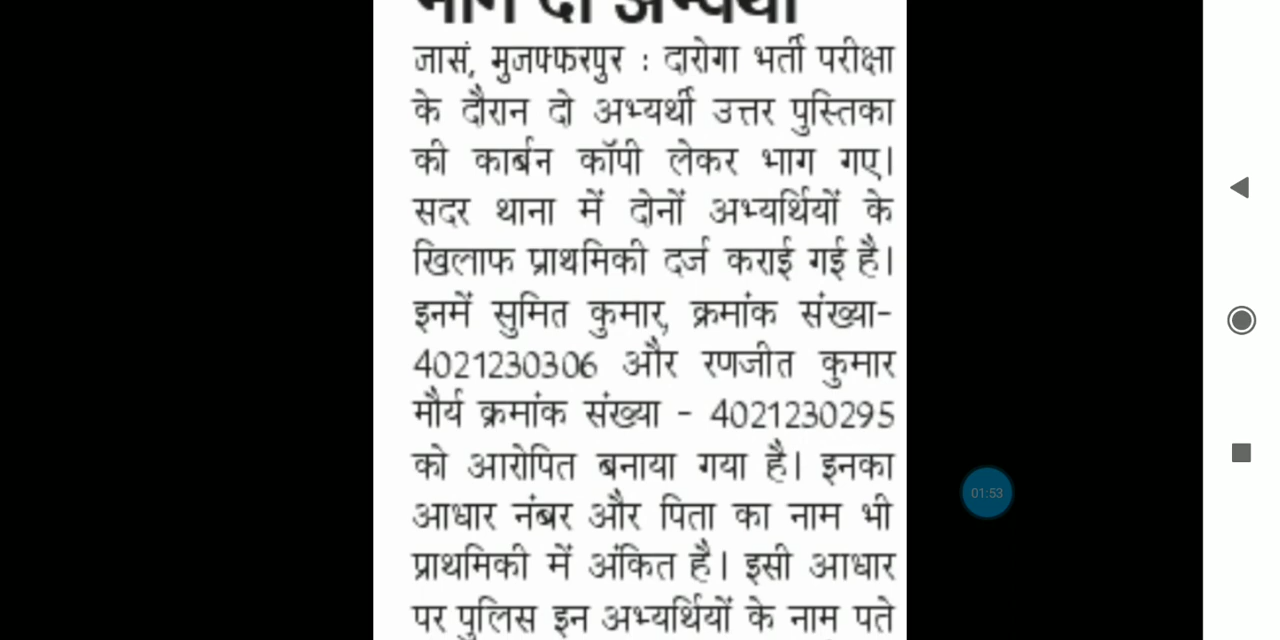 भाग दो अभ्यर्थी
जासं, मुजफ्फरपुर : दारोगा भर्ती परीक्षा
के दौरान दो अभ्यर्थी उत्तर पुस्तिका
की कार्बन कॉपी लेकर भाग गए।
सदर थाना में दोनों अभ्यर्थियों के
खिलाफ प्राथमिकी दर्ज कराई गई है।
इनमें सुमित कुमार, क्रमांक संख्या-
4021230306 और रणजीत कुमार
मौर्य क्रमांक संख्या - 4021230295
को आरोपित बनाया गया है। इनका
आधार नंबर और पिता का नाम भी
प्राथमिकी में अंकित है। इसी आधार
पर पुलिस इन अभ्यर्थियों के नाम पते
01:53